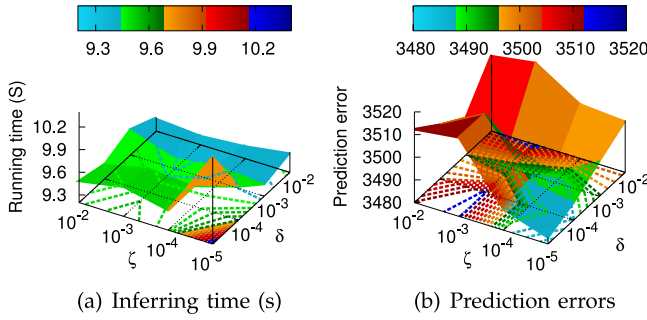 9.3 9.6 9.9 10.2
Running time (S)
10.2
9.9
9.6
9.3
10-2
10-3
10-4
10-5
ζ
10-2
10-3
10-4
δ
(a) Inferring time (s)
3480 3490 3500 3510 3520
Prediction error
3520
3510
3500
3490
3480
10-2
10-3
10-4
10-5
ζ
10-2
10-3
10-4
δ
(b) Prediction errors